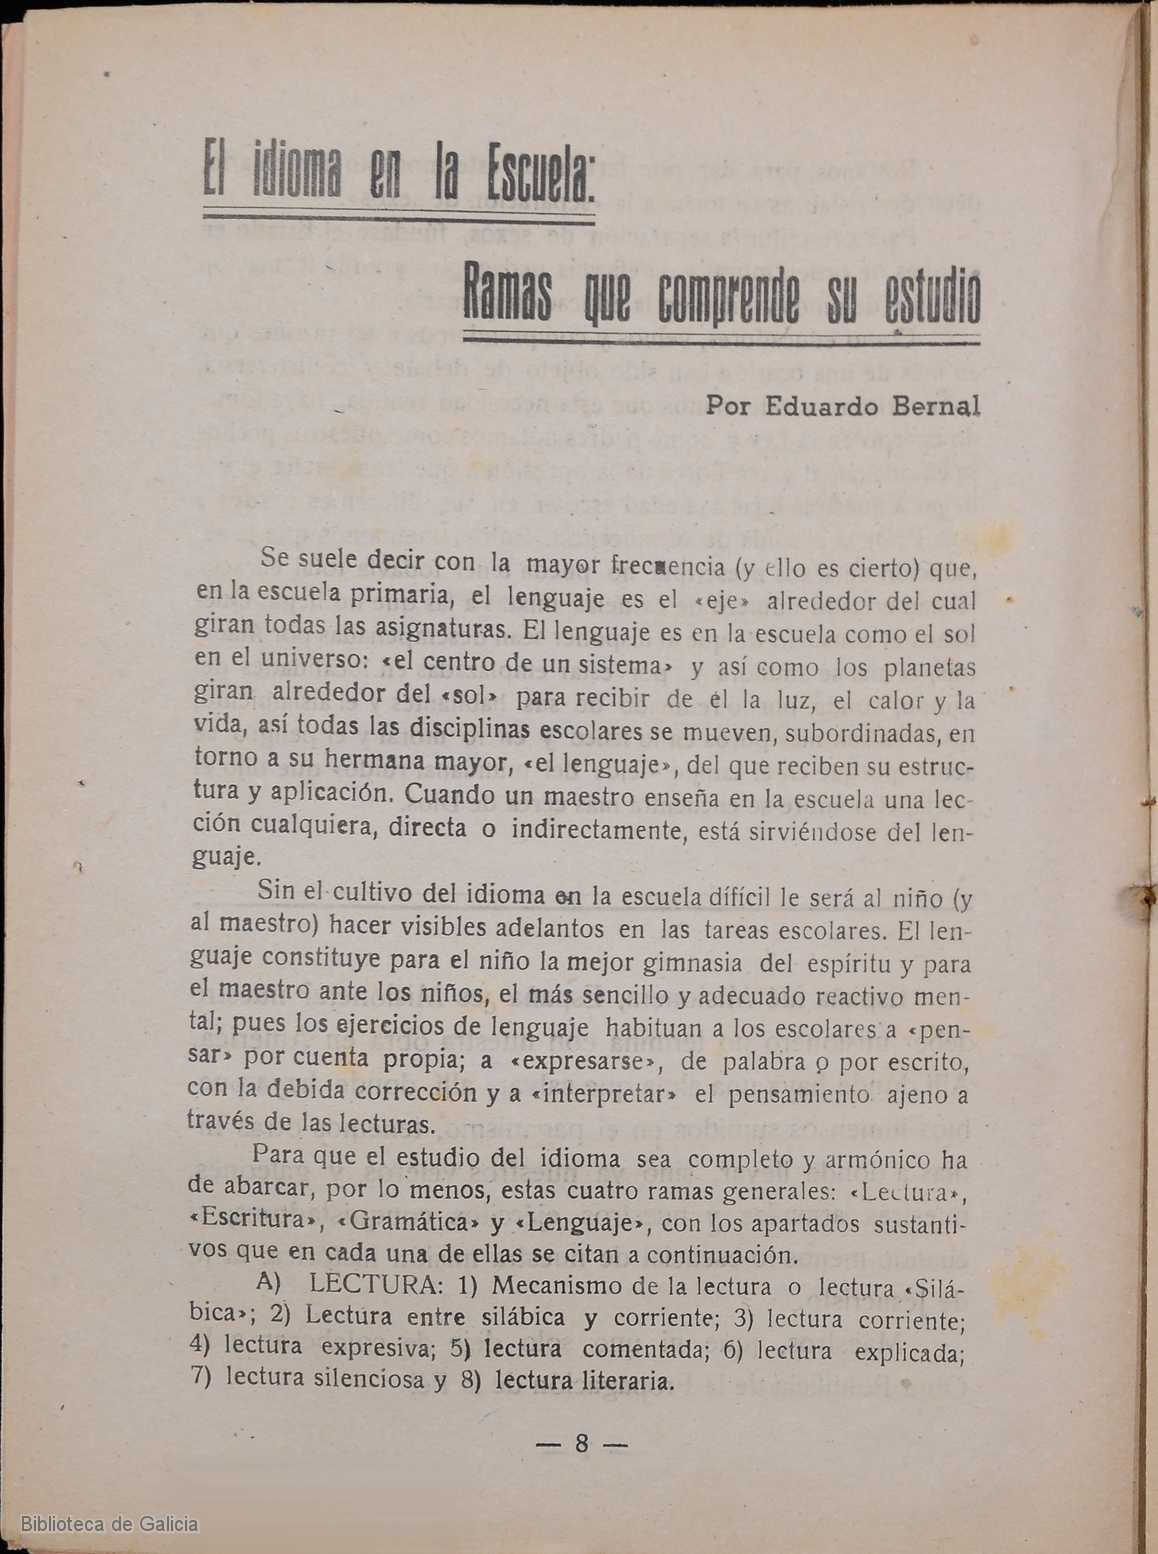 El idioma en la Escuela:
Ramas que comprende su estudio
Por Eduardo Bernal
Se suele decir con la mayor frecuencia (y ello es cierto) que,
en la escuela primaria, el lenguaje es el «eje» alrededor del cual
giran todas las asignaturas. El lenguaje es en la escuela como el sol
en el universo: «el centro de un sistema» y así como los planetas
giran alrededor del «sol» para recibir de él la luz, el calor y la
vida, así todas las disciplinas escolares se mueven, subordinadas, en
torno a su hermana mayor, «el lenguaje», del que reciben su estruc-
tura y aplicación. Cuando un maestro enseña en la escuela una lec-
ción cualquiera, directa o indirectamente, está sirviéndose del len-
guaje.
Sin el cultivo del idioma en la escuela difícil le será al niño (y
al maestro) hacer visibles adelantos en las tareas escolares. El len-
guaje constituye para el niño la mejor gimnasia del espíritu y para
el maestro ante los niños, el más sencillo y adecuado reactivo men-
tal; pues los ejercicios de lenguaje habituan a los escolares a «pen-
sar» por cuenta propia; a «expresarse», de palabra o por escrito,
con la debida corrección y a «interpretar» el pensamiento ajeno a
través de las lecturas.
Para que el estudio del idioma sea completo y armónico ha
de abarcar, por lo menos, estas cuatro ramas generales: «Lectura»,
«Escritura», «Gramática» y «Lenguaje», con los apartados sustanti-
vos que en cada una de ellas se citan a continuación.
A) LECTURA: 1) Mecanismo de la lectura o lectura «Silá-
bica»; 2) Lectura entre silábica y corriente; 3) lectura corriente;
4) lectura expresiva; 5) lectura comentada; 6) lectura explicada;
7) lectura silenciosa y 8) lectura literaria.
— 8 —
Biblioteca de Galicia